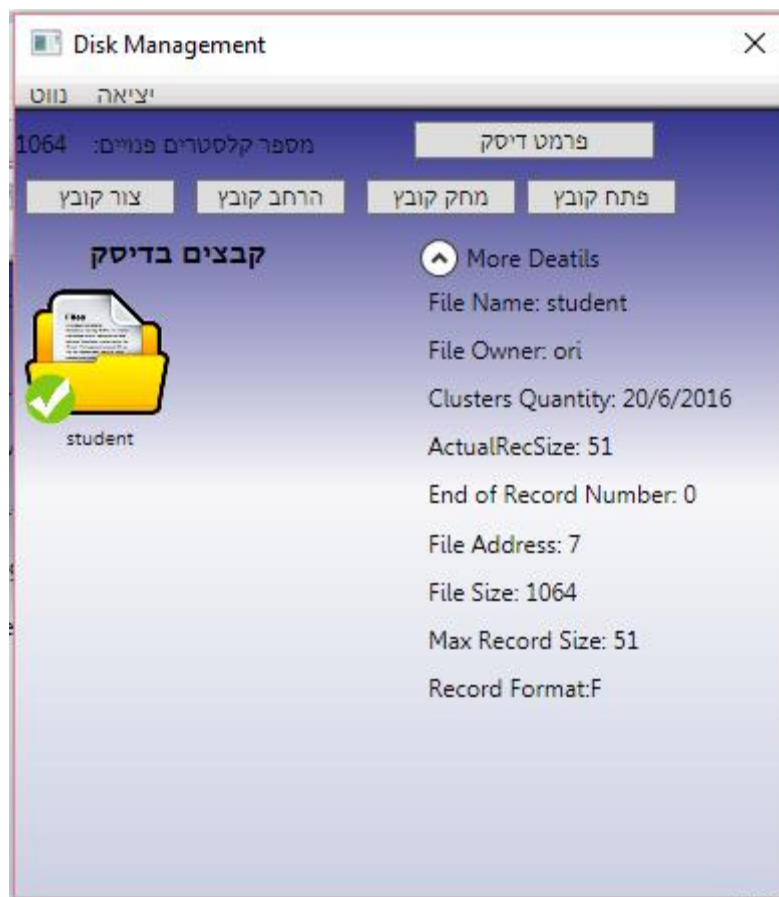 Disk Management
יציאה נווט
מספר קלסטרים פנויים: 1064
פרמט דיסק
צור קובץ
הרחב קובץ
מחק קובץ
פתח קובץ
קבצים בדיסק
student
More Deatils
File Name: student
File Owner: ori
Clusters Quantity: 20/6/2016
ActualRecSize: 51
End of Record Number: 0
File Address: 7
File Size: 1064
Max Record Size: 51
Record Format:F